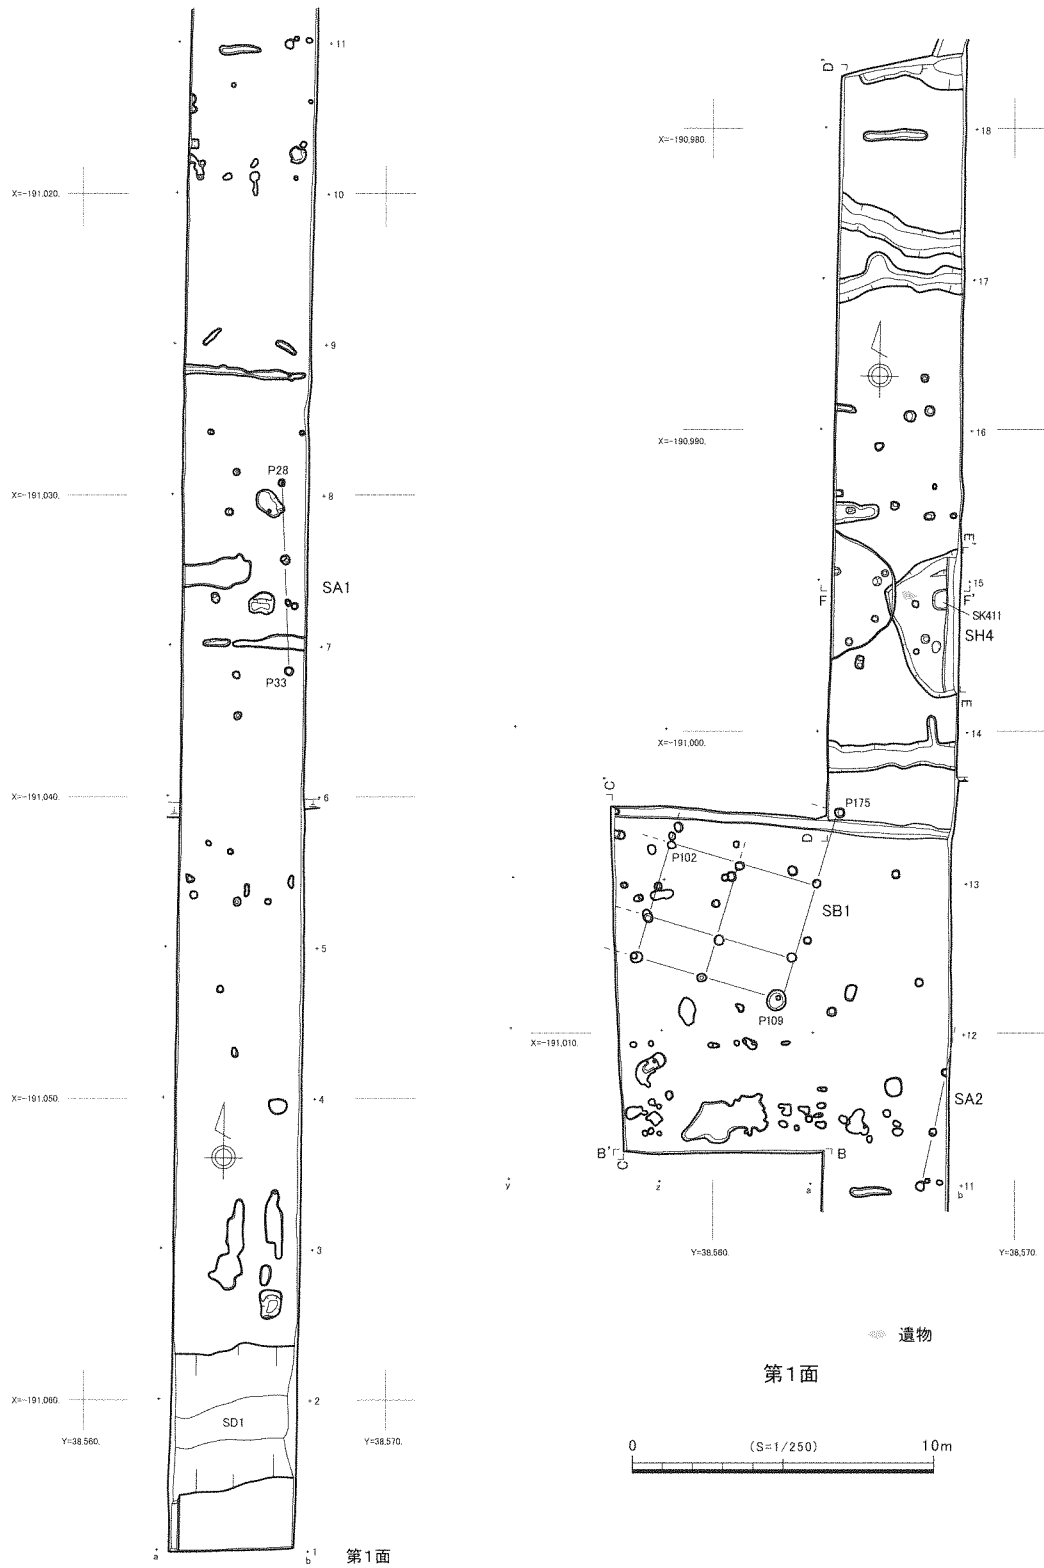 11
X=-191,020.
10
9
P28
X=-191,030.
8
SA1
7
P33
X=-191,040.
6
5
X=-191,050.
4
3
X=-191,060.
2
SD1
Y=38,560.
Y=38,570.
a
b
1
第1面
D'
X=-190,980.
18
17
X=-190,990.
16
E'
15
F
F'
SK411
SH4
E
X=-191,000.
14
C'
P175
D
P102
13
SB1
P109
X=-191,010.
12
SA2
B'
C
B
y
z
a
b
11
Y=38,560.
Y=38,570.
遺物
第1面
0
(S=1/250)
10m